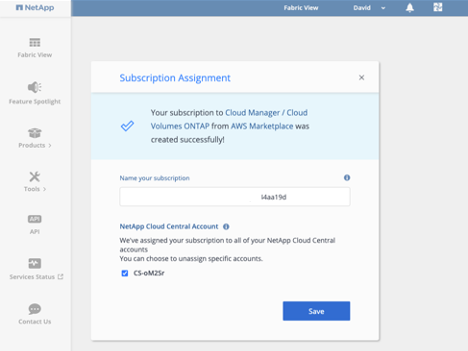 NetApp
Fabric View
David
Fabric View
Feature Spotlight
Products
Tools
API
API
Services Status
Contact Us
Subscription Assignment
Your subscription to Cloud Manager / Cloud
Volumes ONTAP from AWS Marketplace was
created successfully!
Name your subscription
l4aa19d
NetApp Cloud Central Account
We've assigned your subscription to all of your NetApp Cloud Central
accounts
You can choose to unassign specific accounts.
CS-oM2Sr
Save